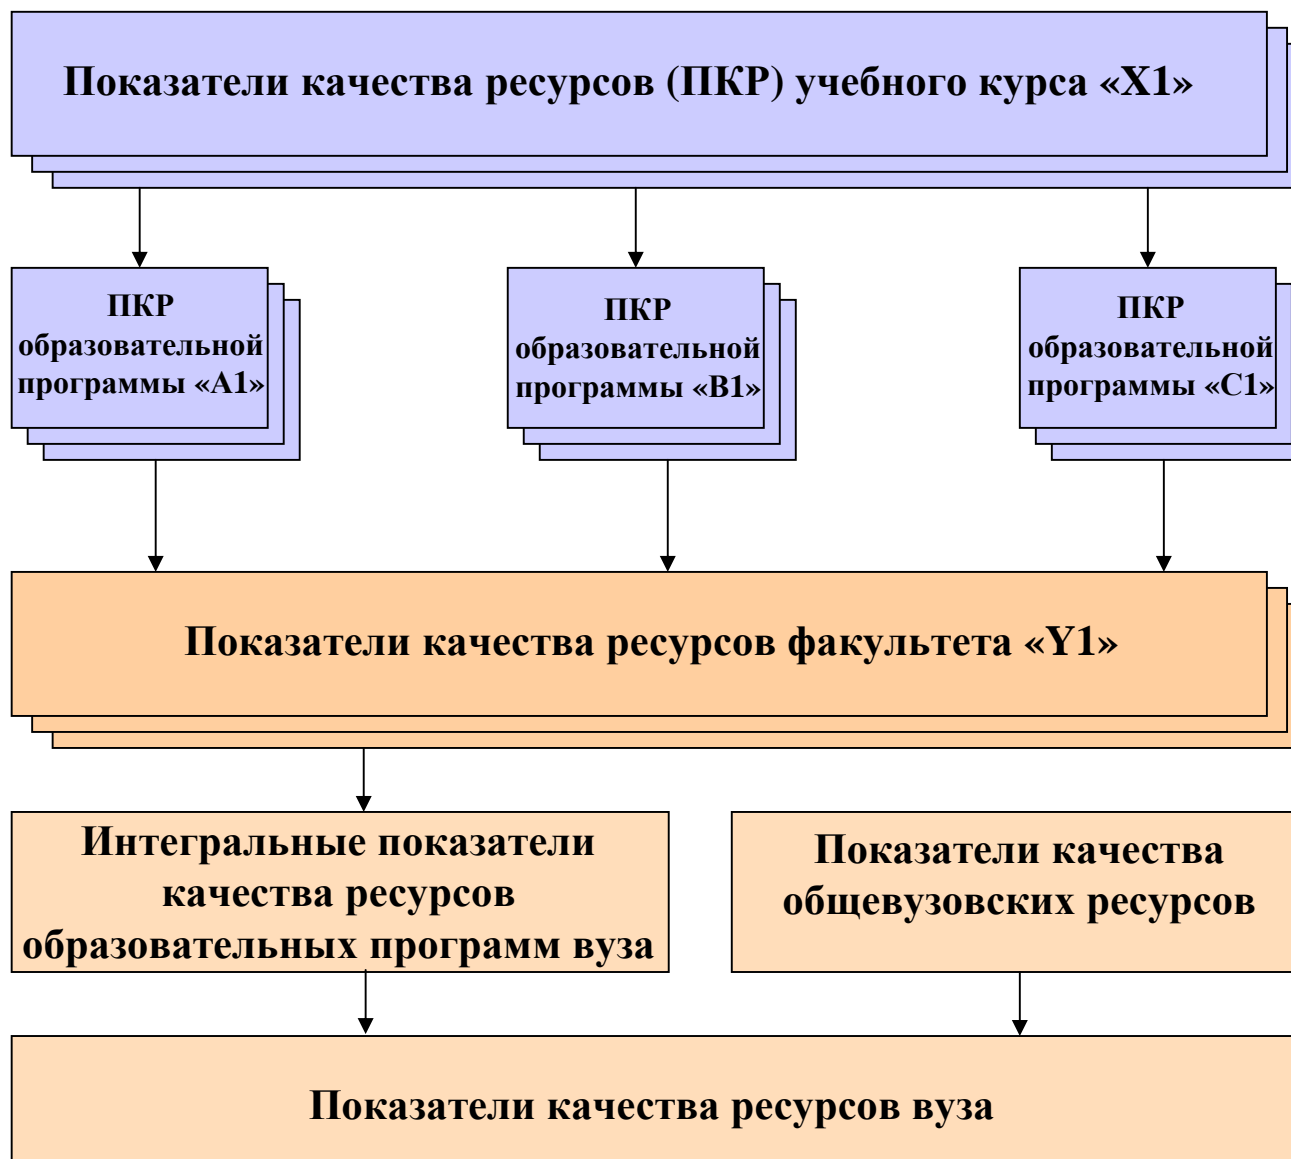 Показатели качества ресурсов (ПКР) учебного курса «X1»
ПКР
образовательной
программы «A1»
ПКР
образовательной
программы «B1»
ПКР
образовательной
программы «C1»
Показатели качества ресурсов факультета «Y1»
Интегральные показатели
качества ресурсов
образовательных программ вуза
Показатели качества
общевузовских ресурсов
Показатели качества ресурсов вуза